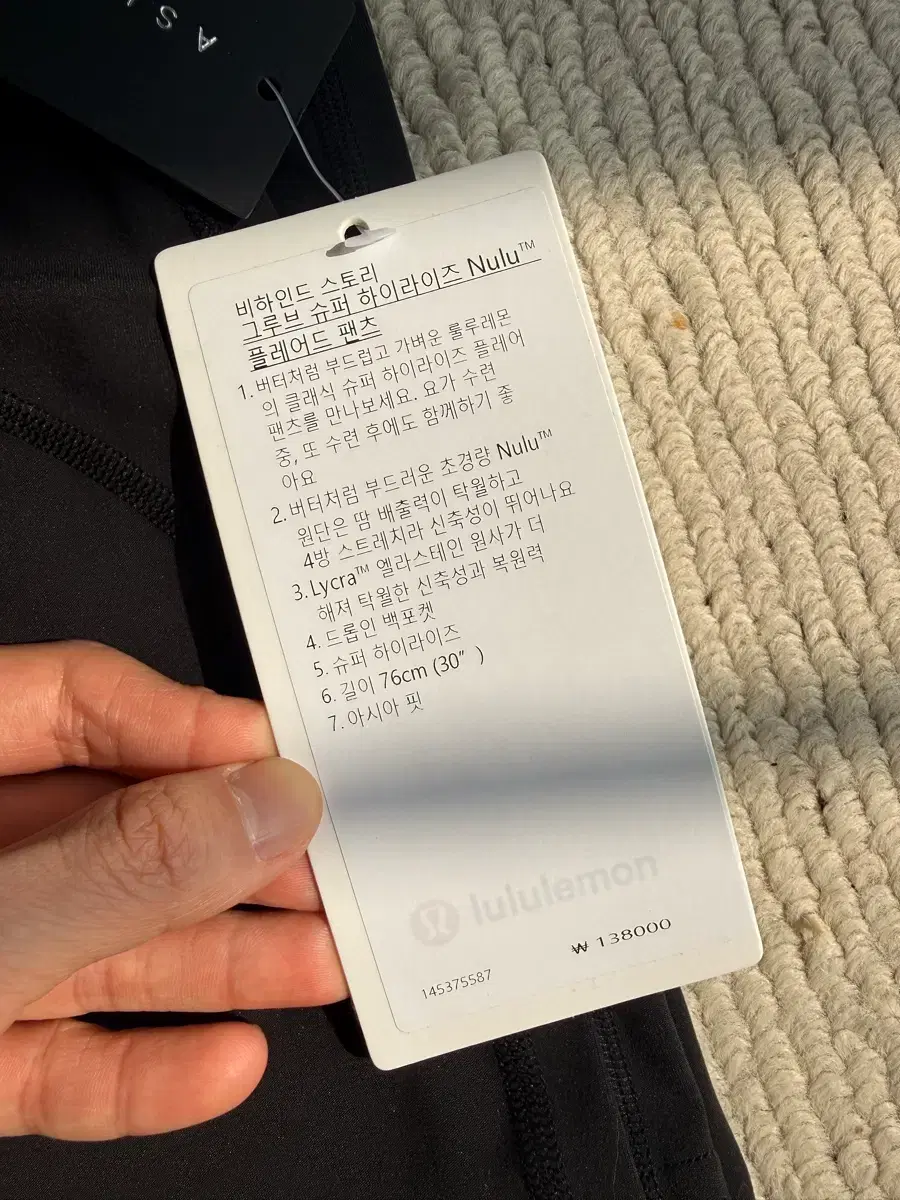 A S
비하인드 스토리
그루브 슈퍼 하이라이즈 Nulu™
플레어드 팬츠
1. 버터처럼 부드럽고 가벼운 룰루레몬
의 클래식 슈퍼 하이라이즈 플레어
팬츠를 만나보세요. 요가 수련
중, 또 수련 후에도 함께하기 좋
아요
2. 버터처럼 부드러운 초경량 Nulu™
원단은 땀 배출력이 탁월하고
4방 스트레치라 신축성이 뛰어나요
3. Lycra™ 엘라스테인 원사가 더
해져 탁월한 신축성과 복원력
4. 드롭인 백포켓
5. 슈퍼 하이라이즈
6. 길이 76cm (30" )
7. 아시아 핏
lululemon
₩ 138000
145375587